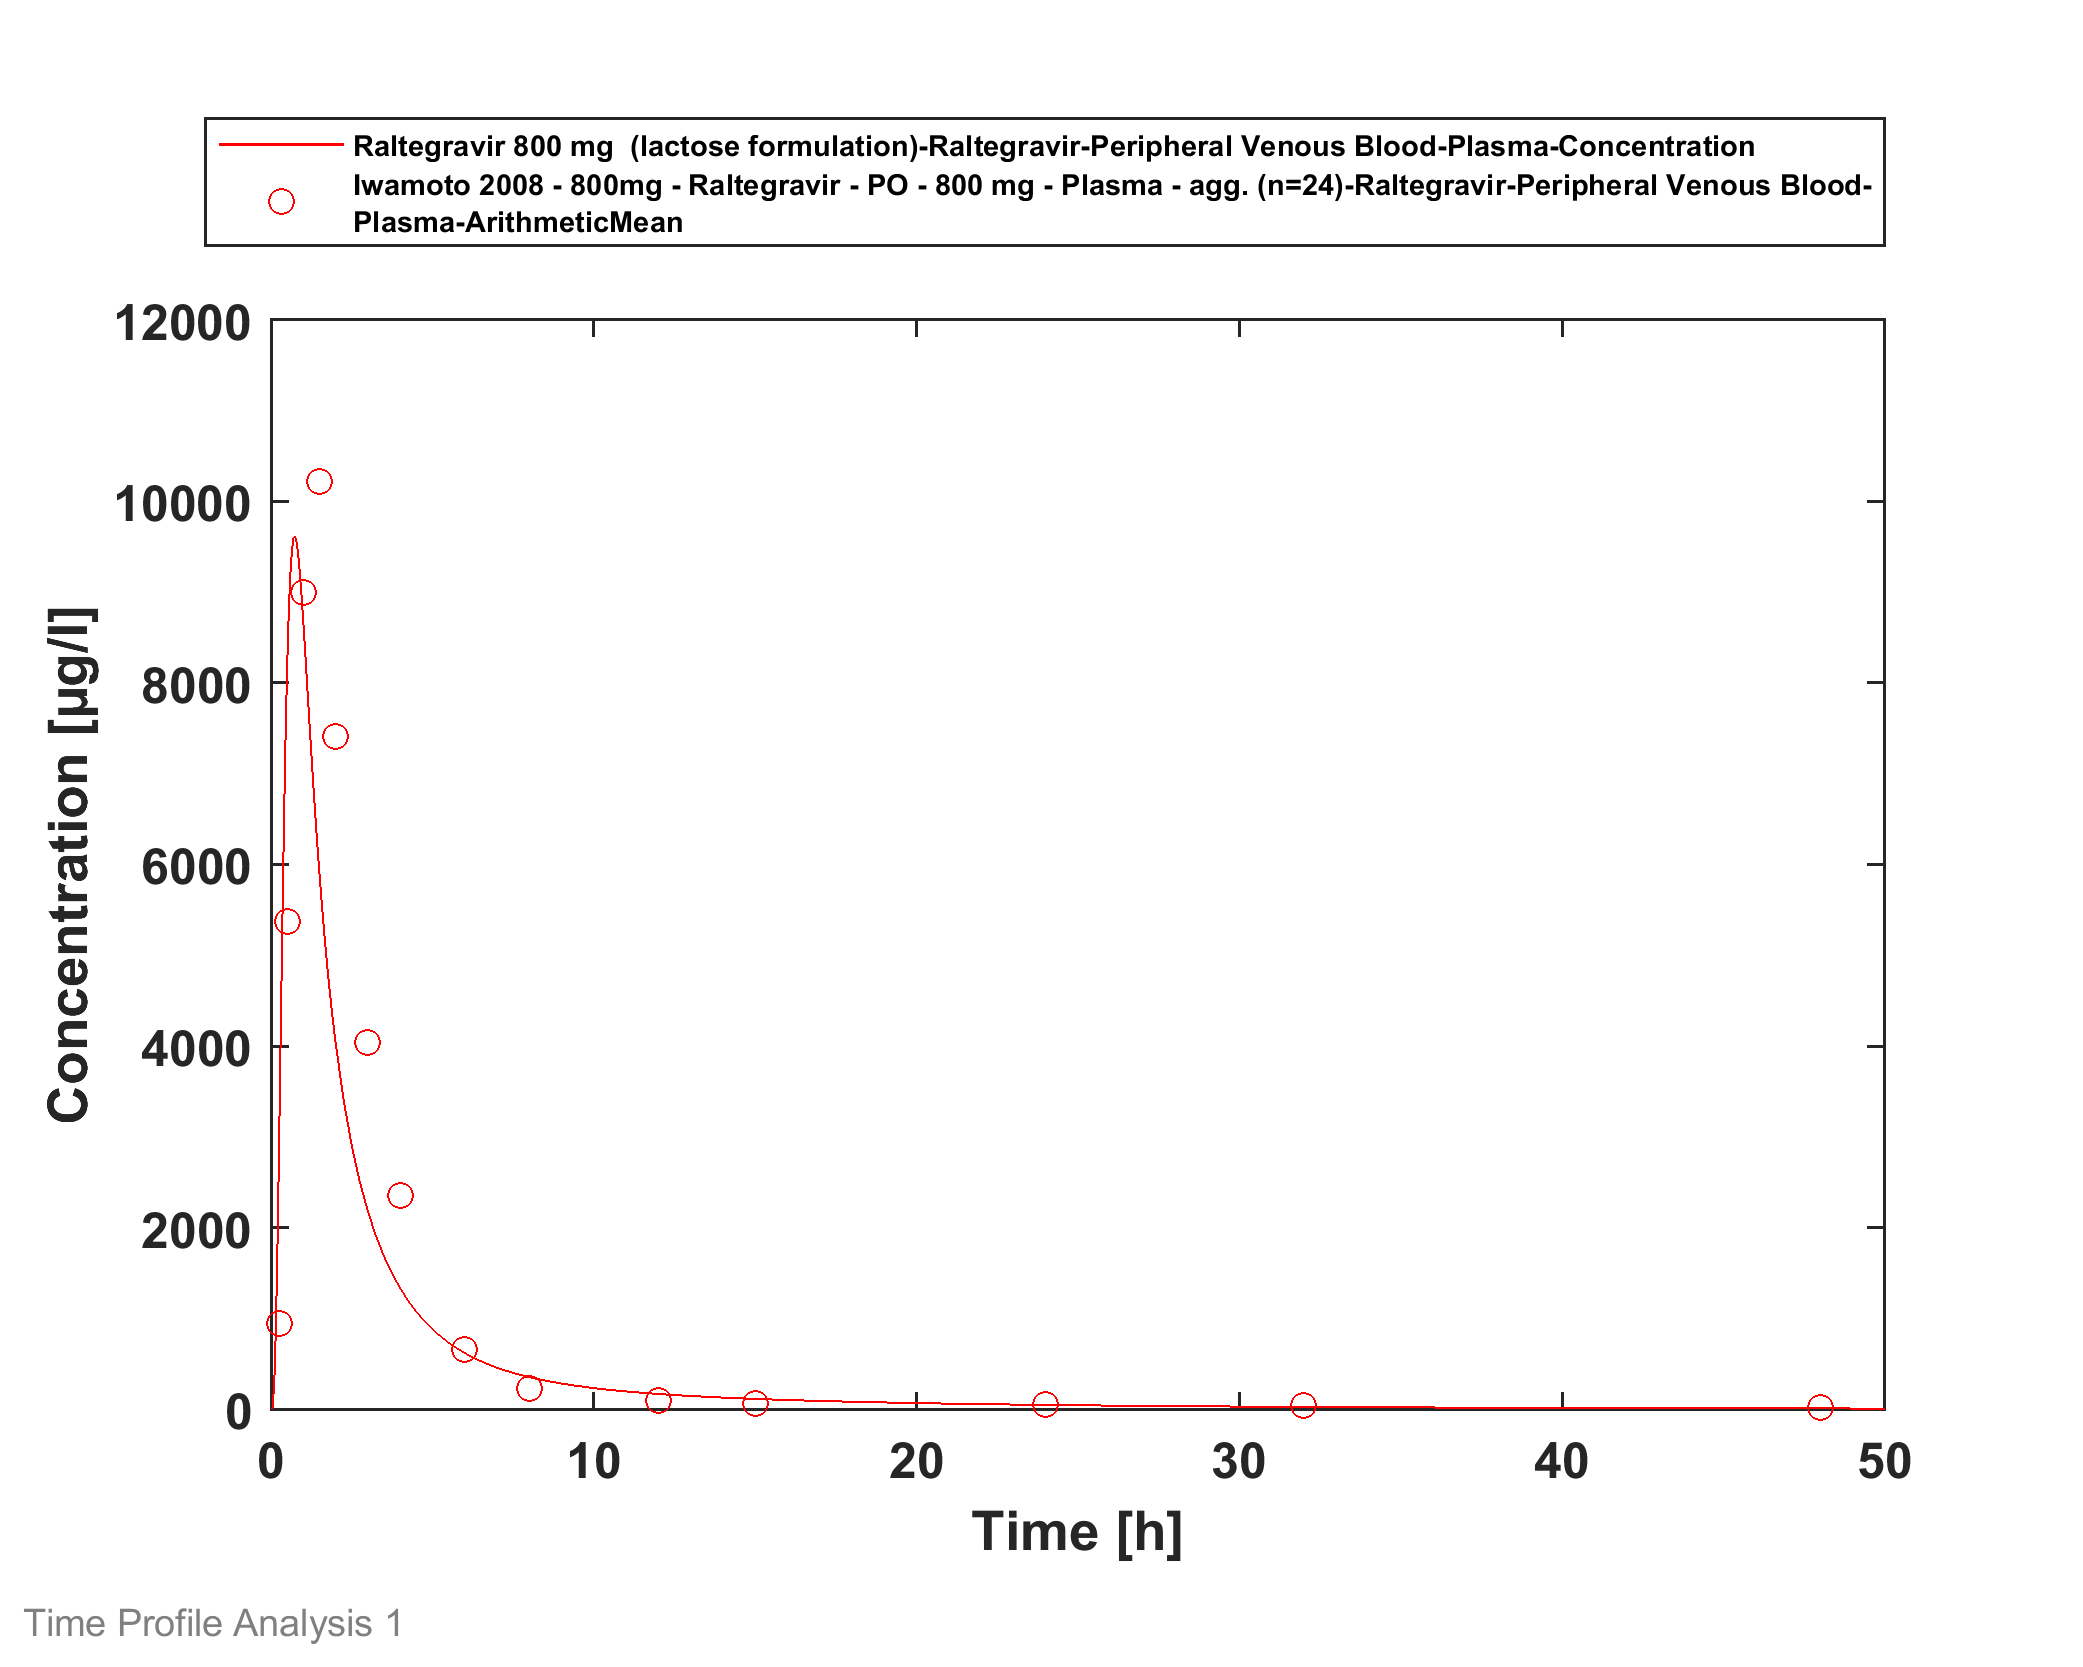 Raltegravir 800 mg  (lactose formulation)-Raltegravir-Peripheral Venous Blood-Plasma-Concentration
Iwamoto 2008 - 800mg - Raltegravir - PO - 800 mg - Plasma - agg. (n=24)-Raltegravir-Peripheral Venous Blood-
Plasma-ArithmeticMean
12000
10000
8000
6000
4000
2000
0
Concentration [µg/l]
0 10 20 30 40 50
Time [h]
Time Profile Analysis 1